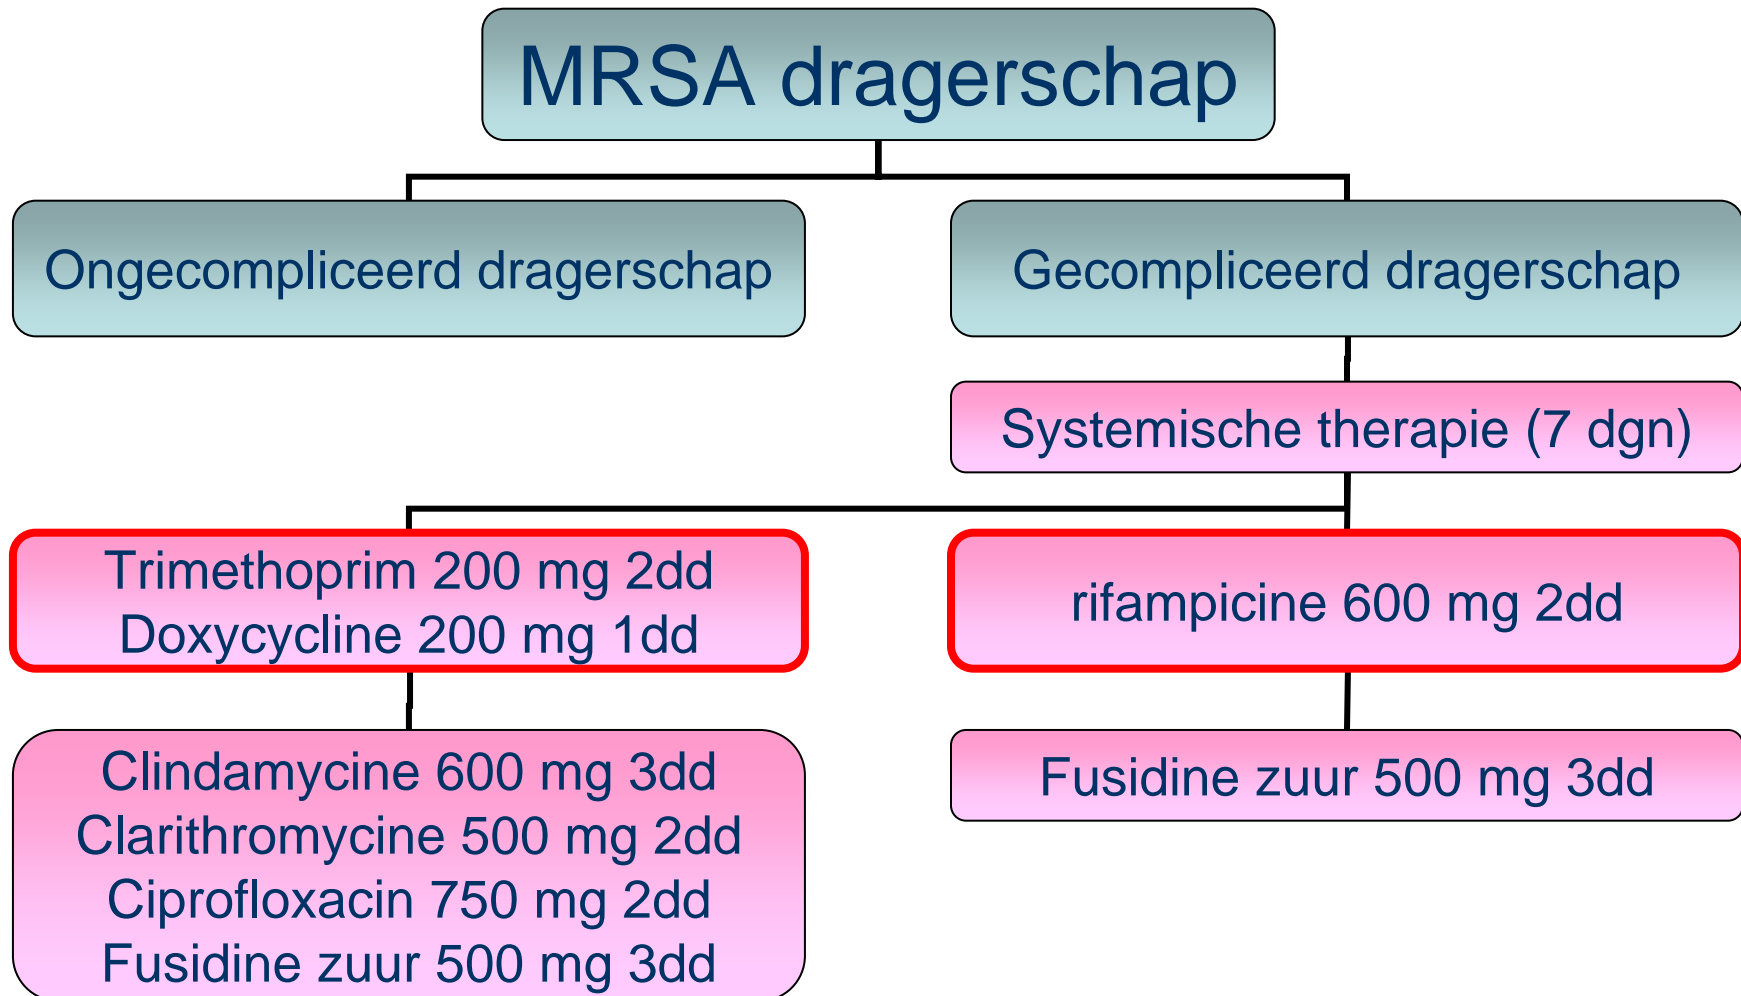 MRSA dragerschap
Ongecompliceerd dragerschap
Gecompliceerd dragerschap
Systemische therapie (7 dgn)
Trimethoprim 200 mg 2dd
Doxycycline 200 mg 1dd
rifampicine 600 mg 2dd
Clindamycine 600 mg 3dd
Clarithromycine 500 mg 2dd
Ciprofloxacin 750 mg 2dd
Fusidine zuur 500 mg 3dd
Fusidine zuur 500 mg 3dd